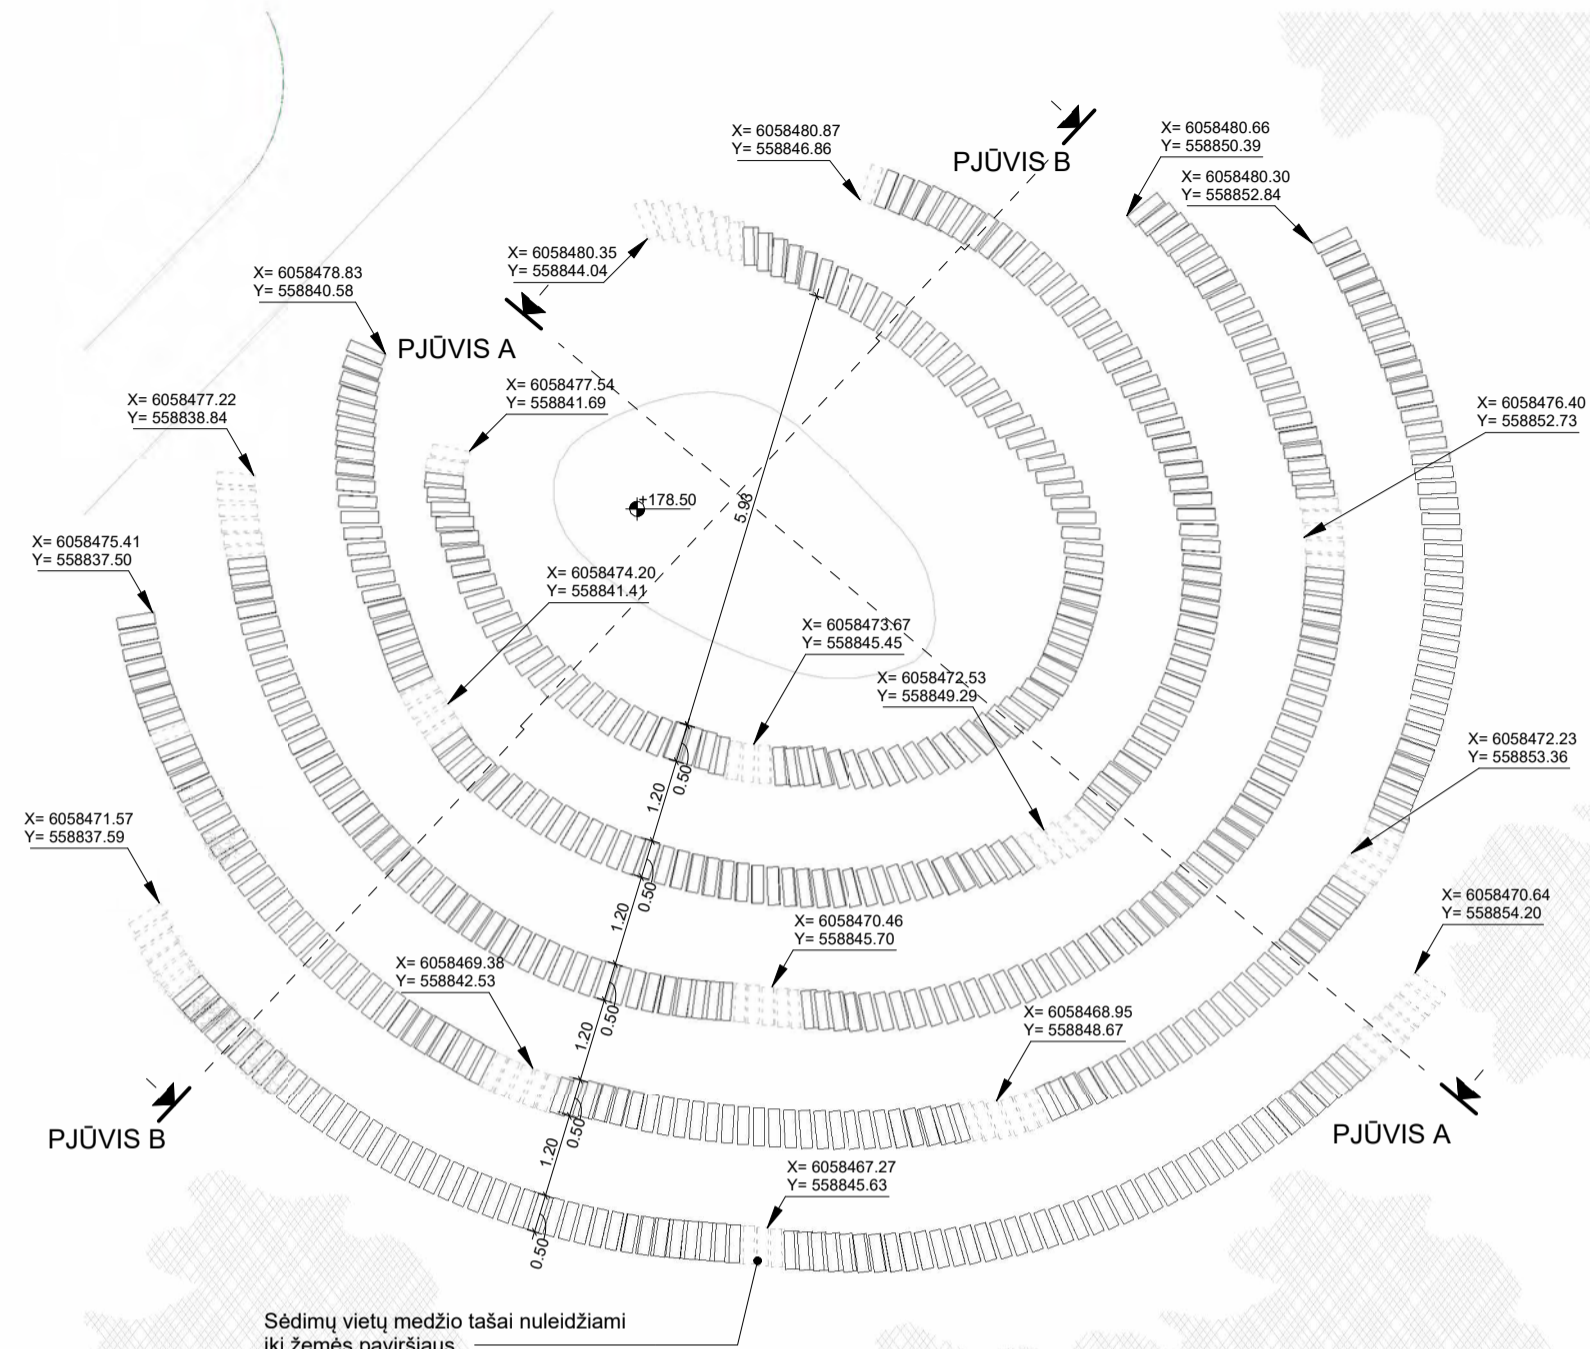 X= 6058480.87
Y= 558846.86
PJŪVIS B
X= 6058480.66
Y= 558850.39
X= 6058480.30
Y= 558852.84
X= 6058480.35
Y= 558844.04
X= 6058478.83
Y= 558840.58
PJŪVIS A
X= 6058477.54
Y= 558841.69
X= 6058477.22
Y= 558838.84
X= 6058476.40
Y= 558852.73
+178.50
5.93
X= 6058475.41
Y= 558837.50
X= 6058474.20
Y= 558841.41
X= 6058473.67
Y= 558845.45
X= 6058472.53
Y= 558849.29
X= 6058472.23
Y= 558853.36
0.50
1.20
X= 6058471.57
Y= 558837.59
0.50
1.20
X= 6058470.64
Y= 558854.20
X= 6058470.46
Y= 558845.70
X= 6058469.38
Y= 558842.53
0.50
1.20
X= 6058468.95
Y= 558848.67
0.50
1.20
PJŪVIS B
PJŪVIS A
X= 6058467.27
Y= 558845.63
0.50
Sėdimų vietų medžio tašai nuleidžiami
iki žemės paviršiaus